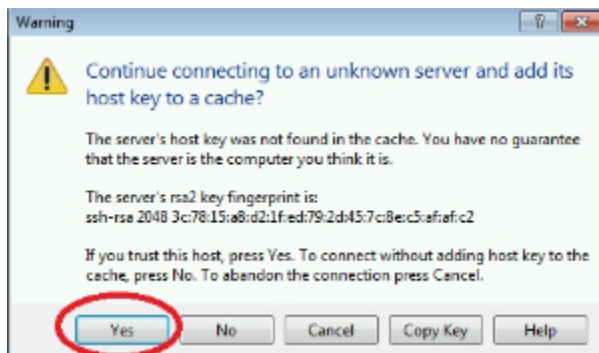 Warning
Continue connecting to an unknown server and add its
host key to a cache?
The server's host key was not found in the cache. You have no guarantee
that the server is the computer you think it is.
The server's rsa2 key fingerprint is:
ssh-rsa 2048 3c:78:15:a8:d2:1f:ed:79:2d:45:7c:8e:c5:af:af:c2
If you trust this host, press Yes. To connect without adding host key to the
cache, press No. To abandon the connection press Cancel.
Yes No Cancel Copy Key Help